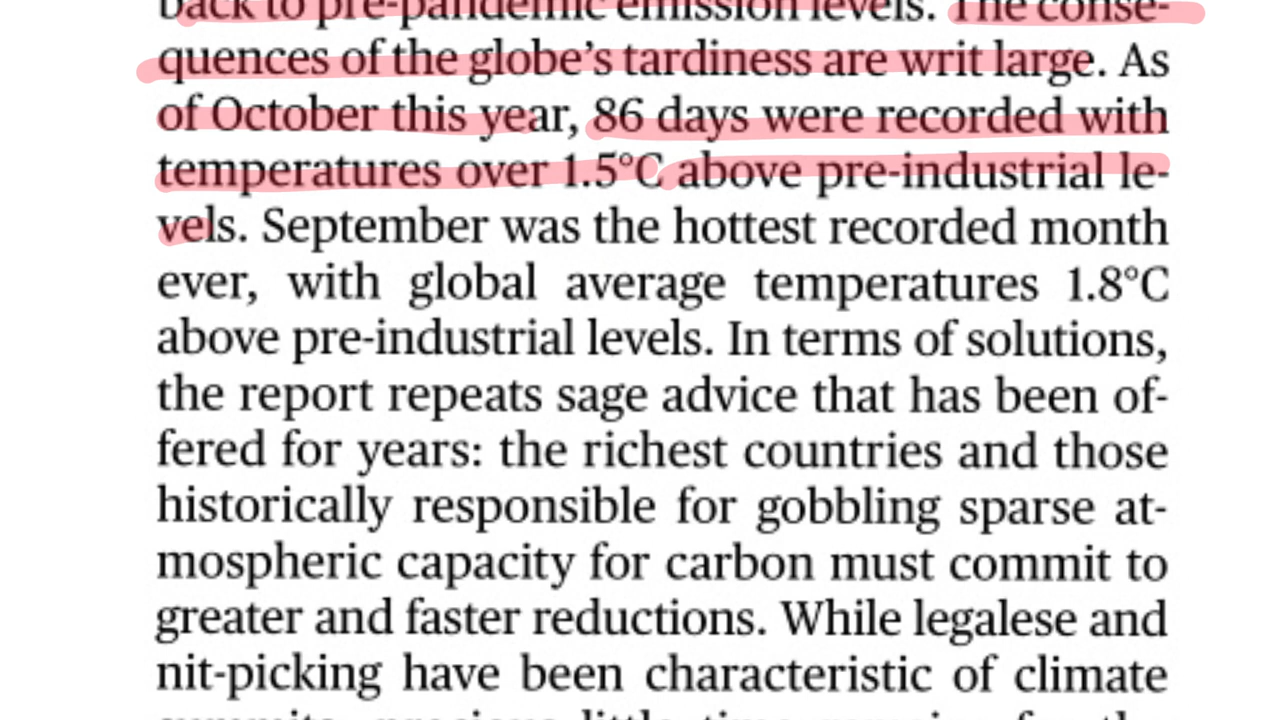 back to pre-pandemic emission levels. The conse-
quences of the globe's tardiness are writ large. As
of October this year, 86 days were recorded with
temperatures over 1.5°C above pre-industrial le-
vels. September was the hottest recorded month
ever, with global average temperatures 1.8°C
above pre-industrial levels. In terms of solutions,
the report repeats sage advice that has been of-
fered for years: the richest countries and those
historically responsible for gobbling sparse at-
mospheric capacity for carbon must commit to
greater and faster reductions. While legalese and
nit-picking have been characteristic of climate